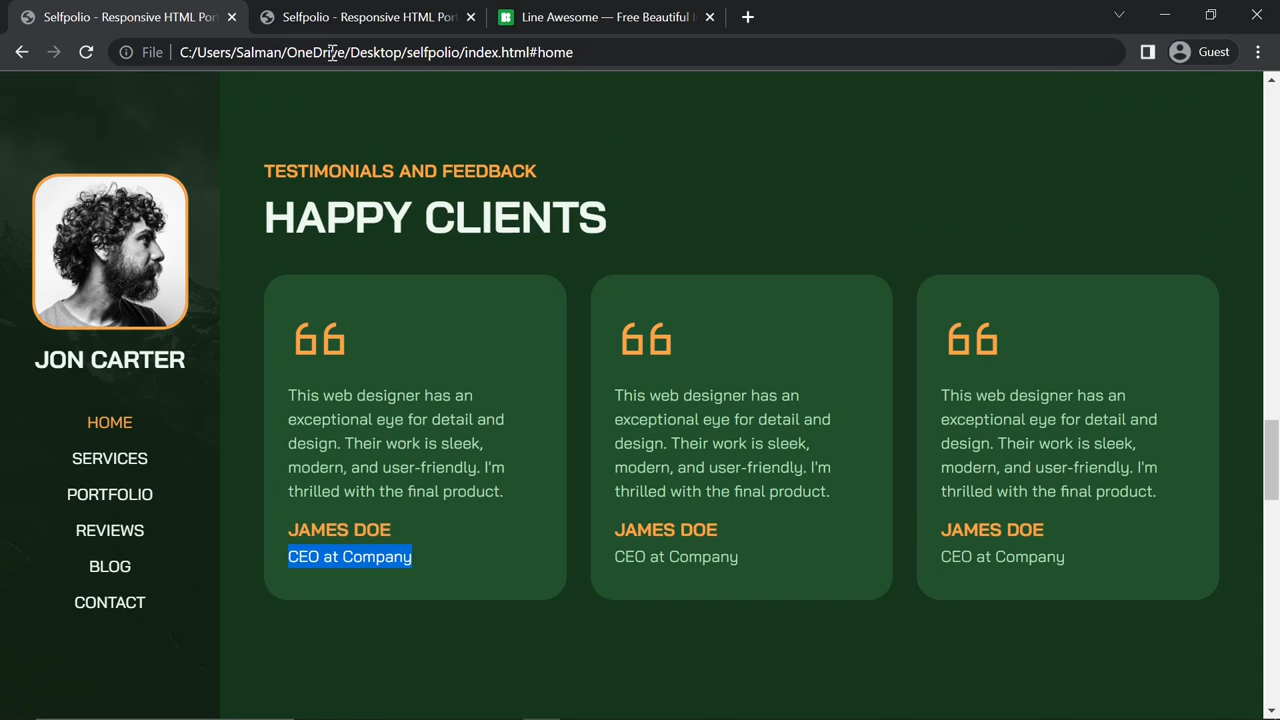 Selfpolio - Responsive HTML Por
Selfpolio - Responsive HTML Port
Line Awesome — Free Beautiful I
File
C:/Users/Salman/OneDrive/Desktop/selfpolio/index.html#home
Guest
JON CARTER
HOME
SERVICES
PORTFOLIO
REVIEWS
BLOG
CONTACT
TESTIMONIALS AND FEEDBACK
HAPPY CLIENTS
This web designer has an
exceptional eye for detail and
design. Their work is sleek,
modern, and user-friendly. I'm
thrilled with the final product.
JAMES DOE
CEO at Company
This web designer has an
exceptional eye for detail and
design. Their work is sleek,
modern, and user-friendly. I'm
thrilled with the final product.
JAMES DOE
CEO at Company
This web designer has an
exceptional eye for detail and
design. Their work is sleek,
modern, and user-friendly. I'm
thrilled with the final product.
JAMES DOE
CEO at Company